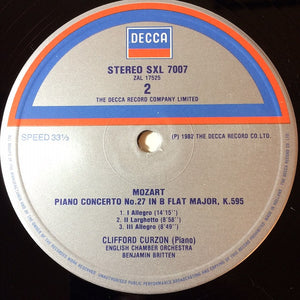 DECCA
STEREO SXL 7007
ZAL 17525
2
THE DECCA RECORD COMPANY LIMITED
SPEED 33⅓
(P) 1982 THE DECCA RECORD CO. LTD.
MOZART
PIANO CONCERTO No.27 IN B FLAT MAJOR, K.595
1. I Allegro (14'15")
2. II Larghetto (8'58")
3. III Allegro (8'49")
CLIFFORD CURZON (Piano)
ENGLISH CHAMBER ORCHESTRA
BENJAMIN BRITTEN